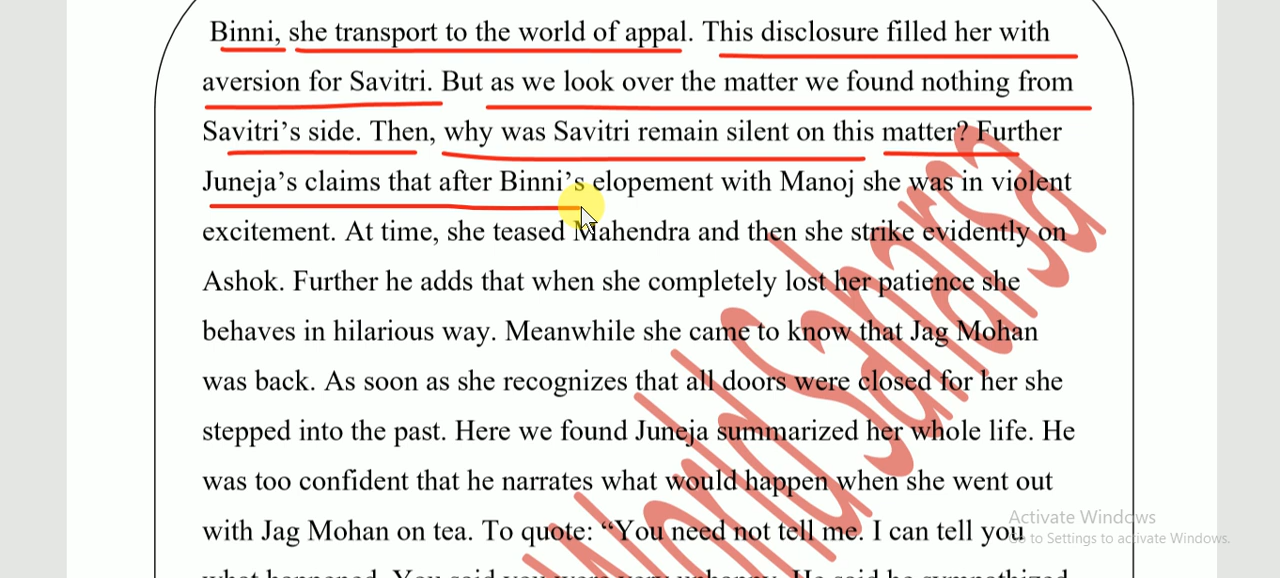 Binni, she transport to the world of appal. This disclosure filled her with
aversion for Savitri. But as we look over the matter we found nothing from
Savitri’s side. Then, why was Savitri remain silent on this matter? Further
Juneja’s claims that after Binni’s elopement with Manoj she was in violent
excitement. At time, she teased Mahendra and then she strike evidently on
Ashok. Further he adds that when she completely lost her patience she
behaves in hilarious way. Meanwhile she came to know that Jag Mohan
was back. As soon as she recognizes that all doors were closed for her she
stepped into the past. Here we found Juneja summarized her whole life. He
was too confident that he narrates what would happen when she went out
with Jag Mohan on tea. To quote: “You need not tell me. I can tell you
World Saharsa
Activate Windows
Go to Settings to activate Windows.